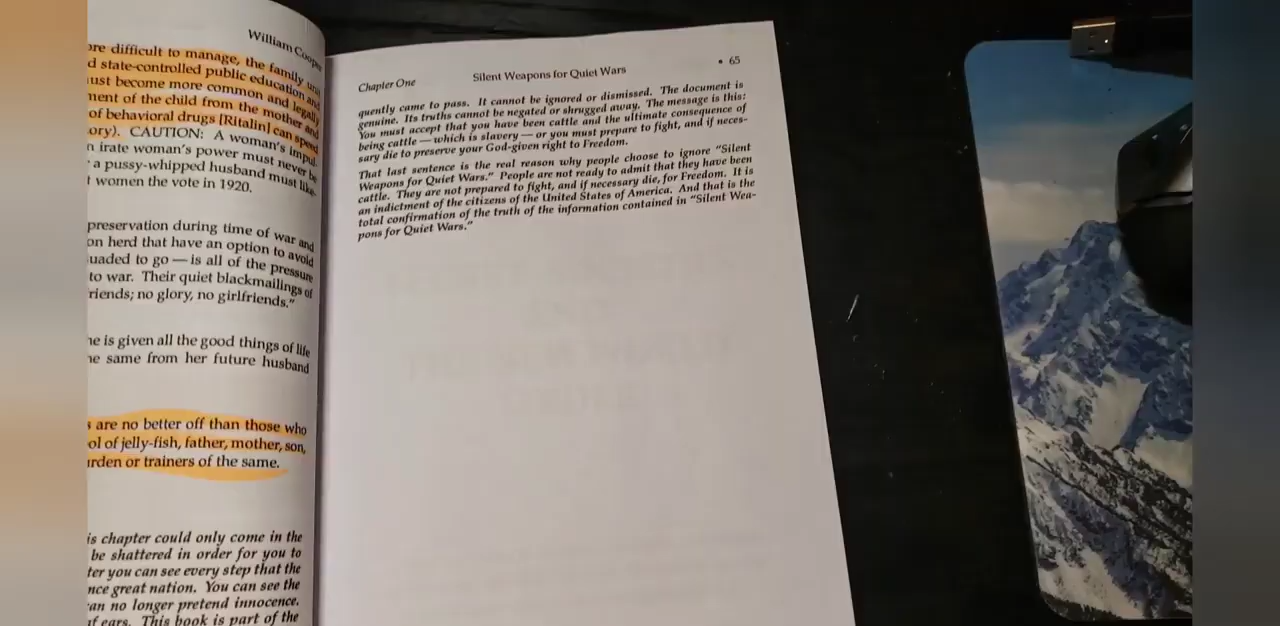 William Coope
ore difficult to manage, the family unit
d state-controlled public education and
ust become more common and legally
ment of the child from the mother and
of behavioral drugs [Ritalin] can speed
ory). CAUTION: A woman's impul-
n irate woman's power must never be
a pussy-whipped husband must like-
t women the vote in 1920.
preservation during time of war and
on herd that have an option to avoid
uaded to go — is all of the pressure
to war. Their quiet blackmailings of
riends; no glory, no girlfriends."
he is given all the good things of life
he same from her future husband
s are no better off than those who
ol of jelly-fish, father, mother, son,
urden or trainers of the same.
is chapter could only come in the
be shattered in order for you to
ter you can see every step that the
nce great nation. You can see the
an no longer pretend innocence.
of ears. This book is part of the
Chapter One Silent Weapons for Quiet Wars • 65
quently came to pass. It cannot be ignored or dismissed. The document is
genuine. Its truths cannot be negated or shrugged away. The message is this:
You must accept that you have been cattle and the ultimate consequence of
being cattle — which is slavery — or you must prepare to fight, and if neces-
sary die to preserve your God-given right to Freedom.
That last sentence is the real reason why people choose to ignore "Silent
Weapons for Quiet Wars." People are not ready to admit that they have been
cattle. They are not prepared to fight, and if necessary die, for Freedom. It is
an indictment of the citizens of the United States of America. And that is the
total confirmation of the truth of the information contained in "Silent Wea-
pons for Quiet Wars."